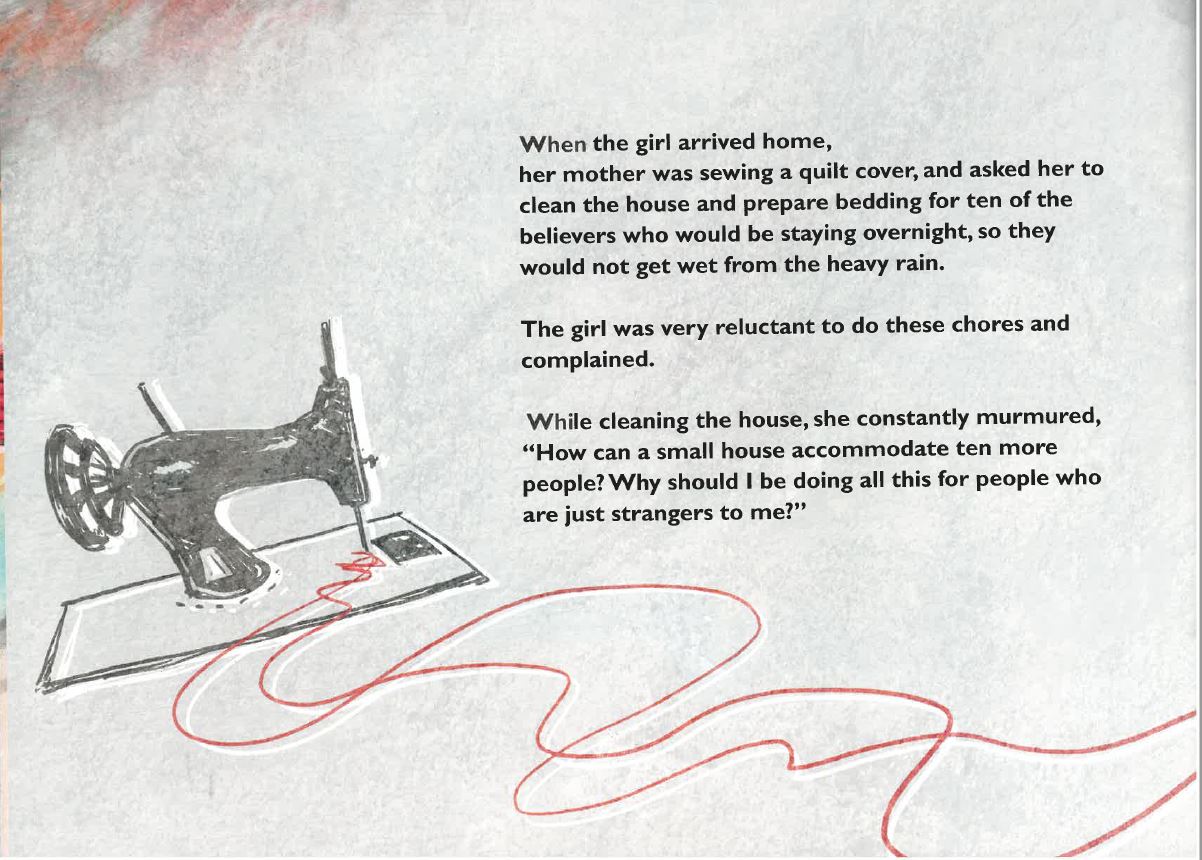 When the girl arrived home,
her mother was sewing a quilt cover, and asked her to
clean the house and prepare bedding for ten of the
believers who would be staying overnight, so they
would not get wet from the heavy rain.
The girl was very reluctant to do these chores and
complained.
While cleaning the house, she constantly murmured,
“How can a small house accommodate ten more
people? Why should I be doing all this for people who
are just strangers to me?”